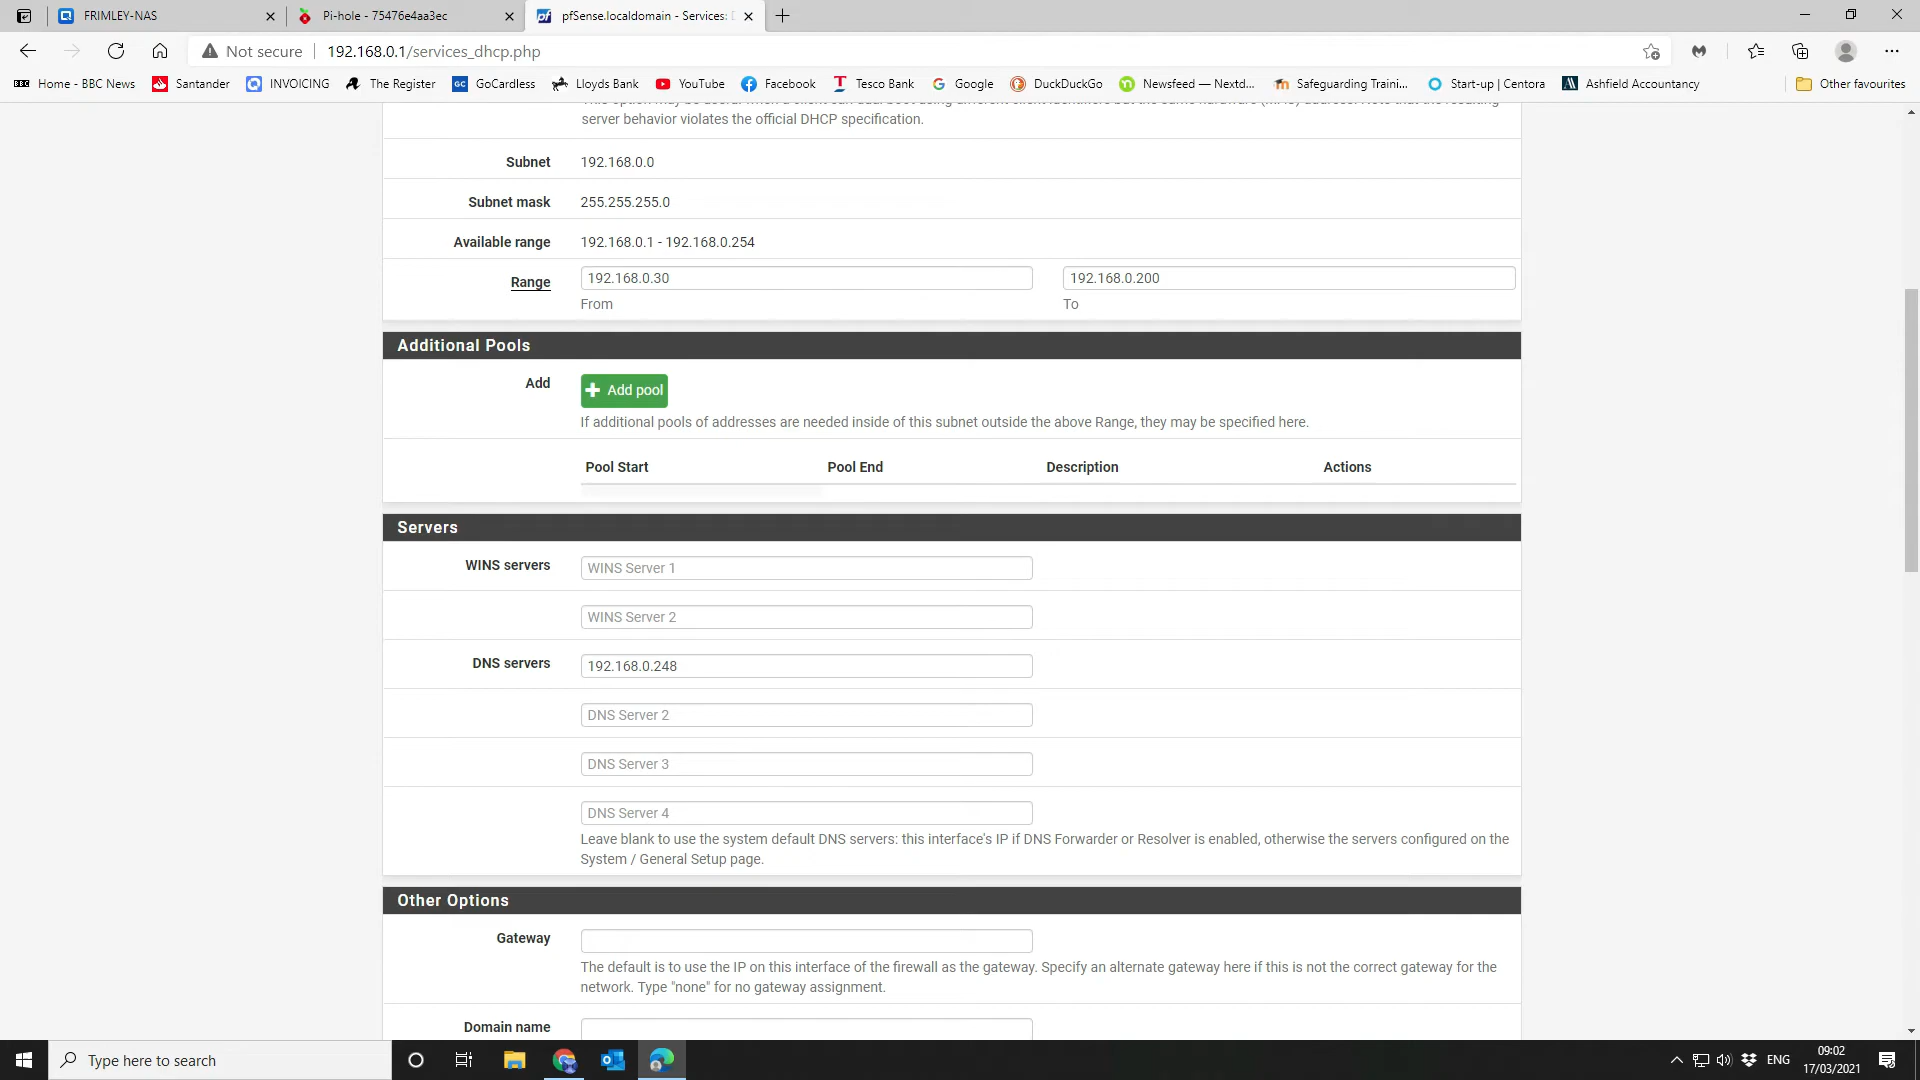 FRIMLEY-NAS
Pi-hole - 75476e4aa3ec
pfSense.localdomain - Services: D
Not secure
192.168.0.1/services_dhcp.php
Home - BBC News
Santander
INVOICING
The Register
GoCardless
Lloyds Bank
YouTube
Facebook
Tesco Bank
Google
DuckDuckGo
Newsfeed — Nextd...
Safeguarding Traini...
Start-up | Centora
Ashfield Accountancy
Other favourites
server behavior violates the official DHCP specification.
Subnet 192.168.0.0
Subnet mask 255.255.255.0
Available range 192.168.0.1 - 192.168.0.254
Range 192.168.0.30 192.168.0.200
From To
Additional Pools
Add + Add pool
If additional pools of addresses are needed inside of this subnet outside the above Range, they may be specified here.
Pool Start Pool End Description Actions
Servers
WINS servers WINS Server 1
WINS Server 2
DNS servers 192.168.0.248
DNS Server 2
DNS Server 3
DNS Server 4
Leave blank to use the system default DNS servers: this interface's IP if DNS Forwarder or Resolver is enabled, otherwise the servers configured on the
System / General Setup page.
Other Options
Gateway
The default is to use the IP on this interface of the firewall as the gateway. Specify an alternate gateway here if this is not the correct gateway for the
network. Type "none" for no gateway assignment.
Domain name
Type here to search
ENG
09:02
17/03/2021